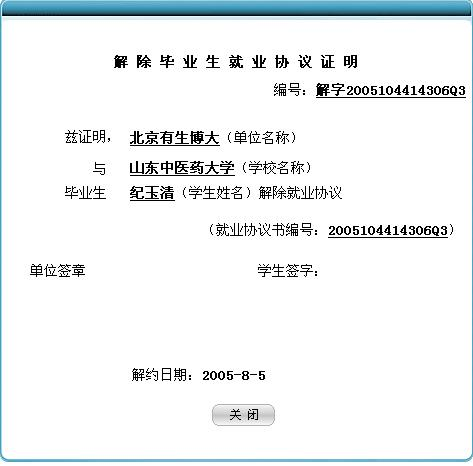 解除毕业生就业协议证明
编号：解字2005104414306Q3
兹证明， 北京有生博大（单位名称）
与 山东中医药大学（学校名称）
毕业生 纪玉清（学生姓名）解除就业协议
（就业协议书编号：2005104414306Q3）
单位签章 学生签字：
解约日期：2005-8-5
关 闭